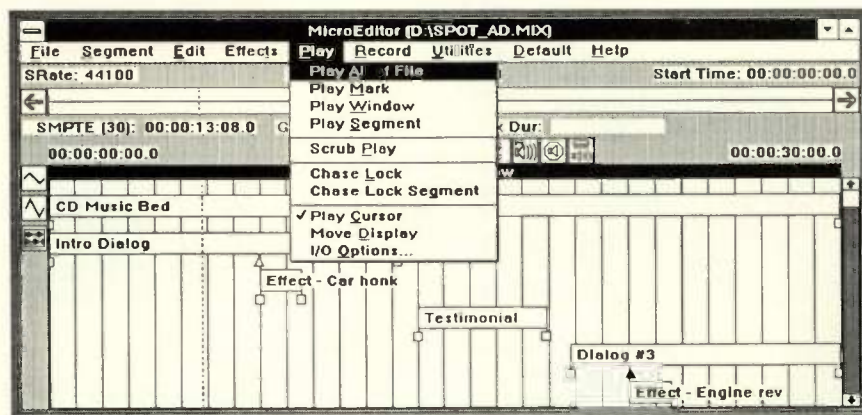 MicroEditor (D:\SPOT_AD.MIX)
File Segment Edit Effects Play Record Utilities Default Help
SRate: 44100
Start Time: 00:00:00:00.0
Play All of File
Play Mark
Play Window
Play Segment
Scrub Play
Chase Lock
Chase Lock Segment
✓ Play Cursor
Move Display
I/O Options...
SMPTE (30): 00:00:13:08.0
Dur:
00:00:00:00.0
00:00:30:00.0
CD Music Bed
Intro Dialog
Effect - Car honk
Testimonial
Dialog #3
Effect - Engine rev